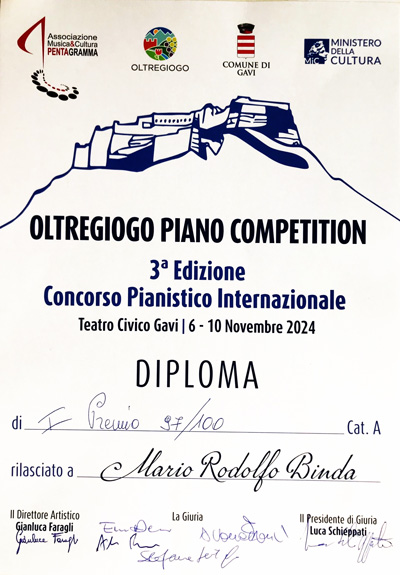 Associazione
Musica&Cultura
PENTAGRAMMA
OLTREGIOGO
COMUNE DI
GAVI
MiC
MINISTERO
DELLA
CULTURA
OLTREGIOGO PIANO COMPETITION
3ª Edizione
Concorso Pianistico Internazionale
Teatro Civico Gavi | 6 - 10 Novembre 2024
DIPLOMA
di I Premio 97/100 Cat. A
rilasciato a Mario Rodolfo Binda
Il Direttore Artistico
Gianluca Faragli
Gianluca Faragli
La Giuria
Il Presidente di Giuria
Luca Schieppati